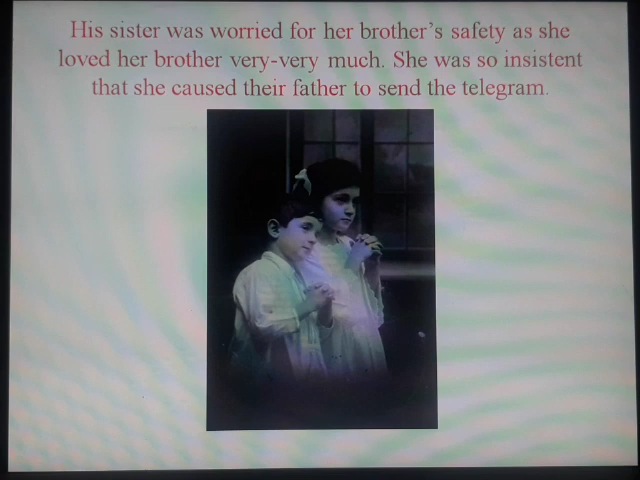 His sister was worried for her brother’s safety as she
loved her brother very-very much. She was so insistent
that she caused their father to send the telegram.